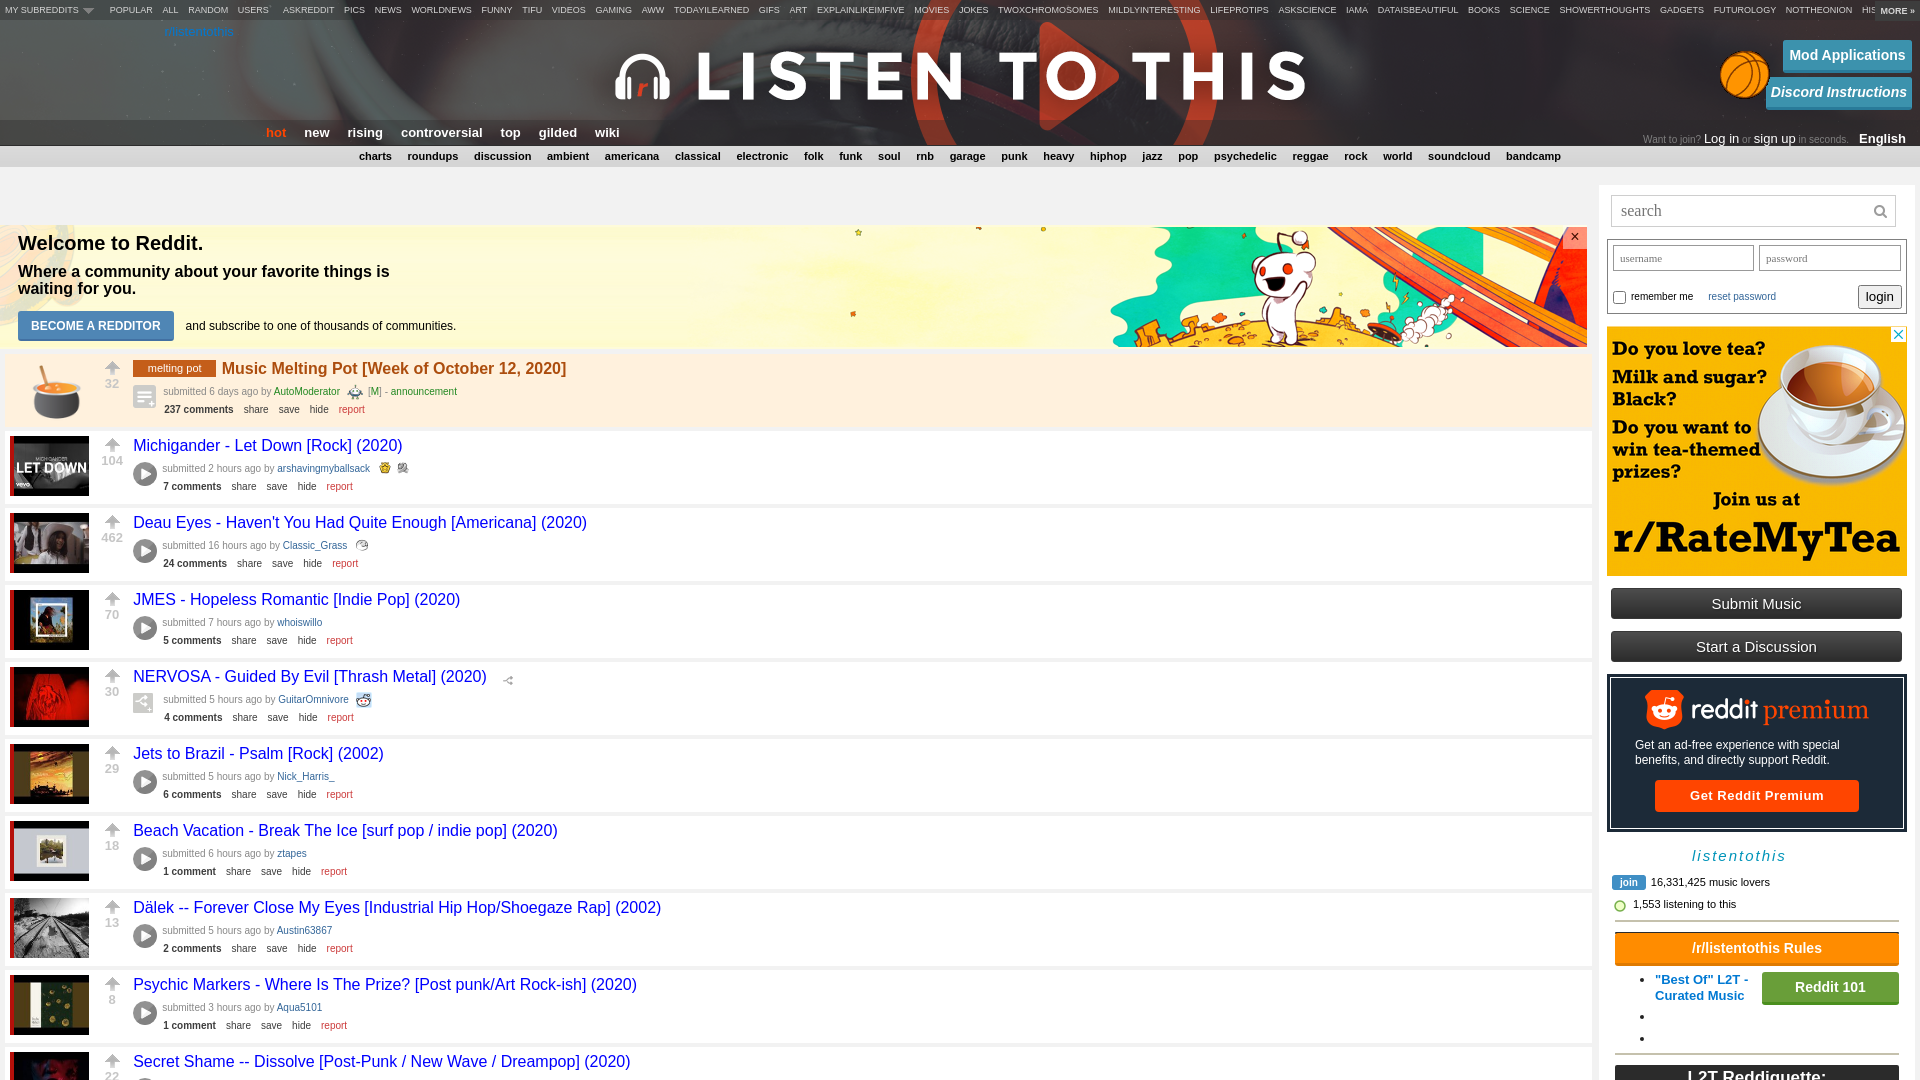 MY SUBREDDITS POPULAR ALL RANDOM USERS ASKREDDIT PICS NEWS WORLDNEWS FUNNY TIFU VIDEOS GAMING AWW TODAYILEARNED GIFS ART EXPLAINLIKEIMFIVE MOVIES JOKES TWOXCHROMOSOMES MILDLYINTERESTING LIFEPROTIPS ASKSCIENCE IAMA DATAISBEAUTIFUL BOOKS SCIENCE SHOWERTHOUGHTS GADGETS FUTUROLOGY NOTTHEONION HIS MORE »
LISTEN TO THIS
Mod Applications
Discord Instructions
hot new rising controversial top gilded wiki
Want to join? Log in or sign up in seconds. English
charts roundups discussion ambient americana classical electronic folk funk soul rnb garage punk heavy hiphop jazz pop psychedelic reggae rock world soundcloud bandcamp
Welcome to Reddit.
Where a community about your favorite things is
waiting for you.
BECOME A REDDITOR and subscribe to one of thousands of communities.
×
32
melting pot Music Melting Pot [Week of October 12, 2020]
submitted 6 days ago by AutoModerator [M] - announcement
237 comments share save hide report
MICHIGANDER
LET DOWN
vevo
104
Michigander - Let Down [Rock] (2020)
submitted 2 hours ago by arshavingmyballsack
7 comments share save hide report
462
Deau Eyes - Haven't You Had Quite Enough [Americana] (2020)
submitted 16 hours ago by Classic_Grass
24 comments share save hide report
70
JMES - Hopeless Romantic [Indie Pop] (2020)
submitted 7 hours ago by whoiswillo
5 comments share save hide report
30
NERVOSA - Guided By Evil [Thrash Metal] (2020)
submitted 5 hours ago by GuitarOmnivore
4 comments share save hide report
29
Jets to Brazil - Psalm [Rock] (2002)
submitted 5 hours ago by Nick_Harris_
6 comments share save hide report
18
Beach Vacation - Break The Ice [surf pop / indie pop] (2020)
submitted 6 hours ago by ztapes
1 comment share save hide report
13
Dälek -- Forever Close My Eyes [Industrial Hip Hop/Shoegaze Rap] (2002)
submitted 5 hours ago by Austin63867
2 comments share save hide report
8
Psychic Markers - Where Is The Prize? [Post punk/Art Rock-ish] (2020)
submitted 3 hours ago by Aqua5101
1 comment share save hide report
22
Secret Shame -- Dissolve [Post-Punk / New Wave / Dreampop] (2020)
search
username password
remember me reset password login
Do you love tea?
Milk and sugar?
Black?
Do you want to
win tea-themed
prizes?
Join us at
r/RateMyTea
Submit Music
Start a Discussion
reddit premium
Get an ad-free experience with special
benefits, and directly support Reddit.
Get Reddit Premium
listentothis
join 16,331,425 music lovers
1,553 listening to this
/r/listentothis Rules
"Best Of" L2T -
Curated Music
Reddit 101
L2T Reddiquette: